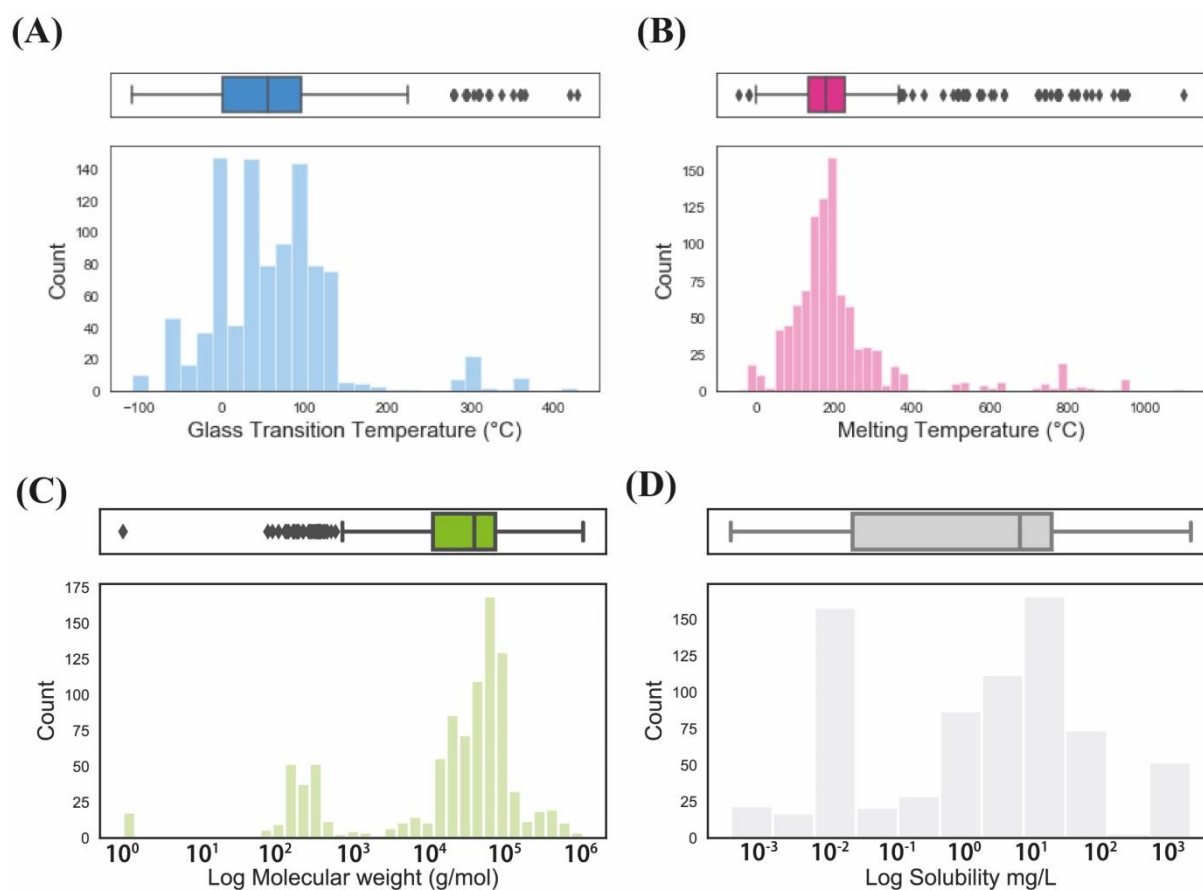 (A)
140
120
100
80
60
40
20
0
Count
−100 0 100 200 300 400
Glass Transition Temperature (°C)
(B)
150
125
100
75
50
25
0
Count
0 200 400 600 800 1000
Melting Temperature (°C)
(C)
175
150
125
100
75
50
25
0
Count
10⁰ 10¹ 10² 10³ 10⁴ 10⁵ 10⁶
Log Molecular weight (g/mol)
(D)
150
125
100
75
50
25
0
Count
10⁻³ 10⁻² 10⁻¹ 10⁰ 10¹ 10² 10³
Log Solubility mg/L